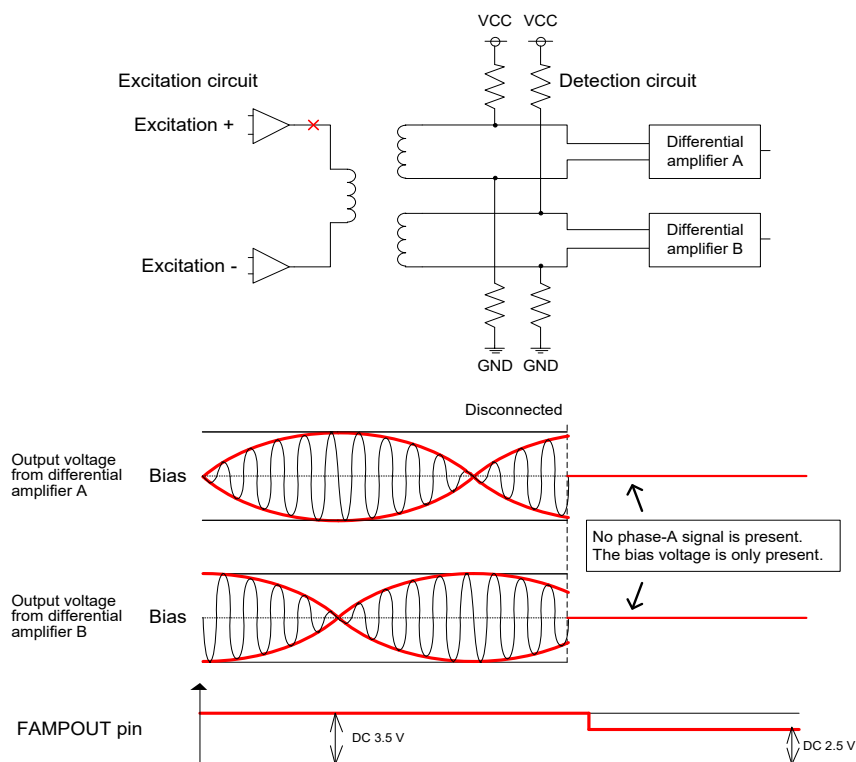 VCC VCC
Excitation circuit
Detection circuit
Excitation +
Differential
amplifier A
Differential
amplifier B
Excitation -
GND GND
Disconnected
Output voltage
from differential
amplifier A
Bias
No phase-A signal is present.
The bias voltage is only present.
Output voltage
from differential
amplifier B
Bias
FAMPOUT pin
DC 3.5 V
DC 2.5 V